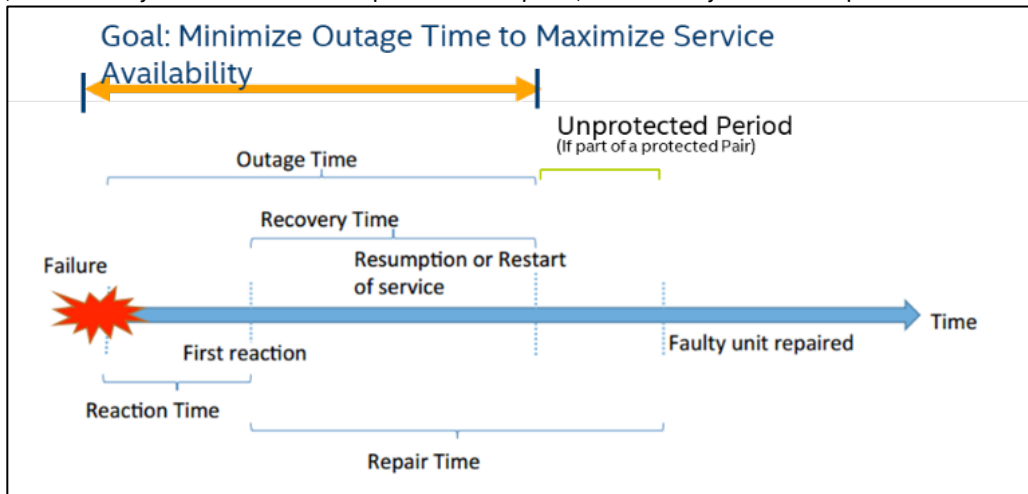 Goal: Minimize Outage Time to Maximize Service
Availability
Unprotected Period
(If part of a protected Pair)
Outage Time
Recovery Time
Failure
Resumption or Restart
of service
Time
First reaction
Faulty unit repaired
Reaction Time
Repair Time